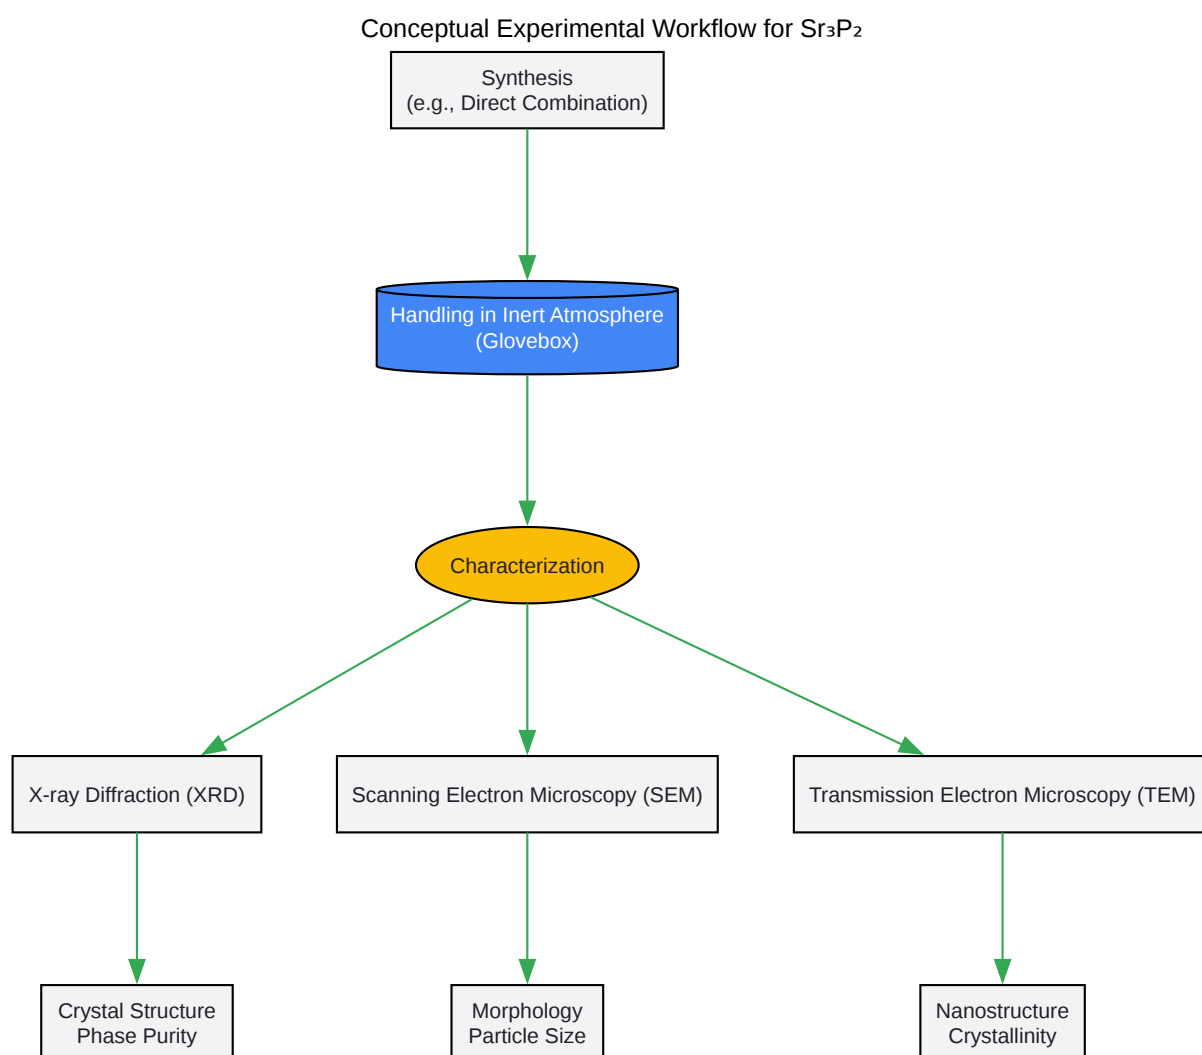 Conceptual Experimental Workflow for Sr₃P₂
Synthesis
(e.g., Direct Combination)
Handling in Inert Atmosphere
(Glovebox)
Characterization
X-ray Diffraction (XRD)
Scanning Electron Microscopy (SEM)
Transmission Electron Microscopy (TEM)
Crystal Structure
Phase Purity
Morphology
Particle Size
Nanostructure
Crystallinity